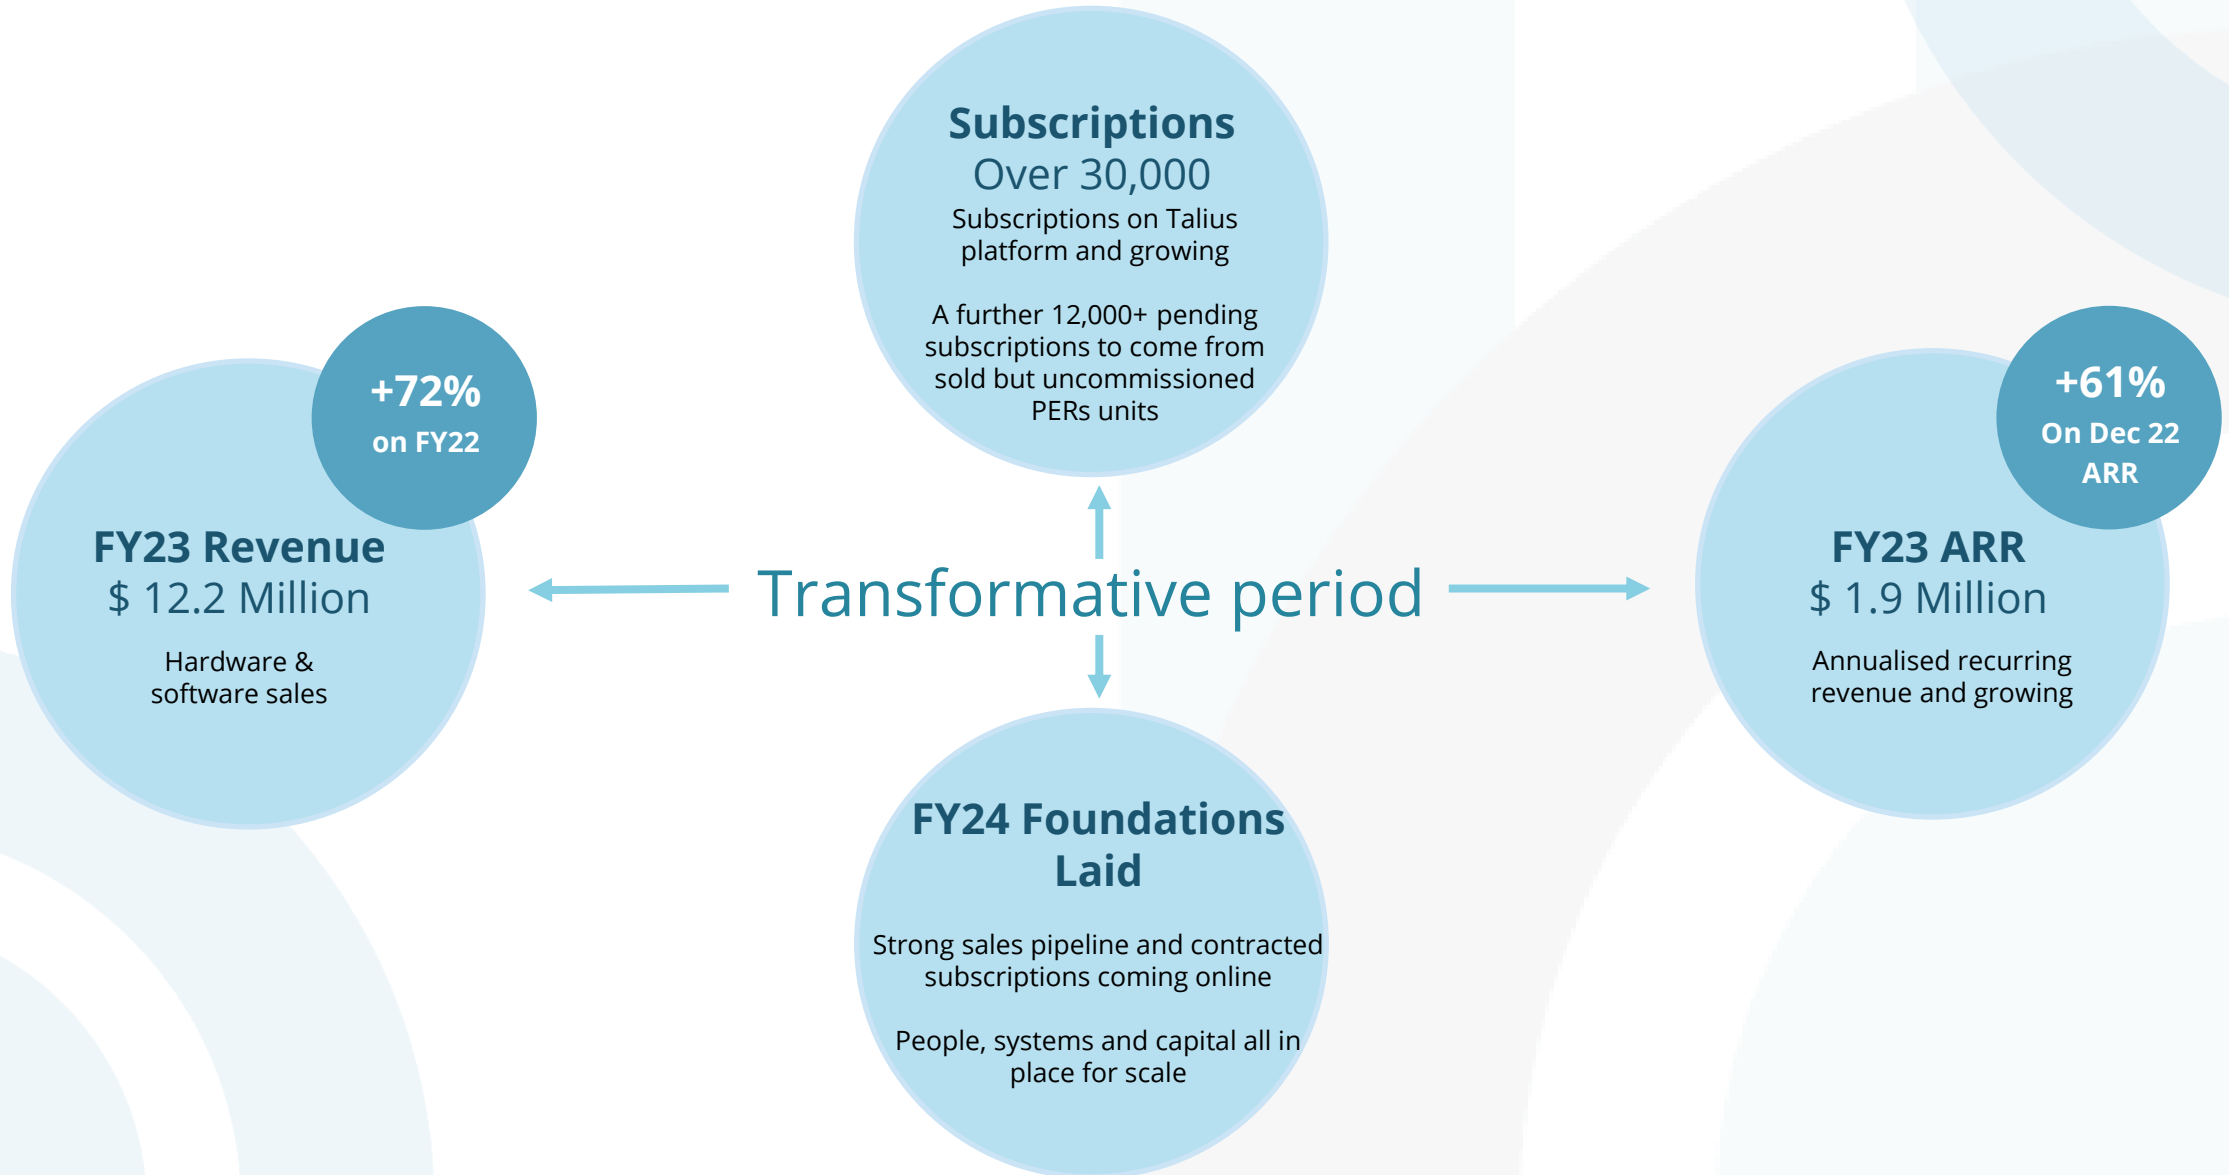 Subscriptions
Over 30,000
Subscriptions on Talius
platform and growing
A further 12,000+ pending
subscriptions to come from
sold but uncommissioned
PERs units
+72%
on FY22
FY23 Revenue
$ 12.2 Million
Hardware &
software sales
Transformative period
+61%
On Dec 22
ARR
FY23 ARR
$ 1.9 Million
Annualised recurring
revenue and growing
FY24 Foundations
Laid
Strong sales pipeline and contracted
subscriptions coming online
People, systems and capital all in
place for scale